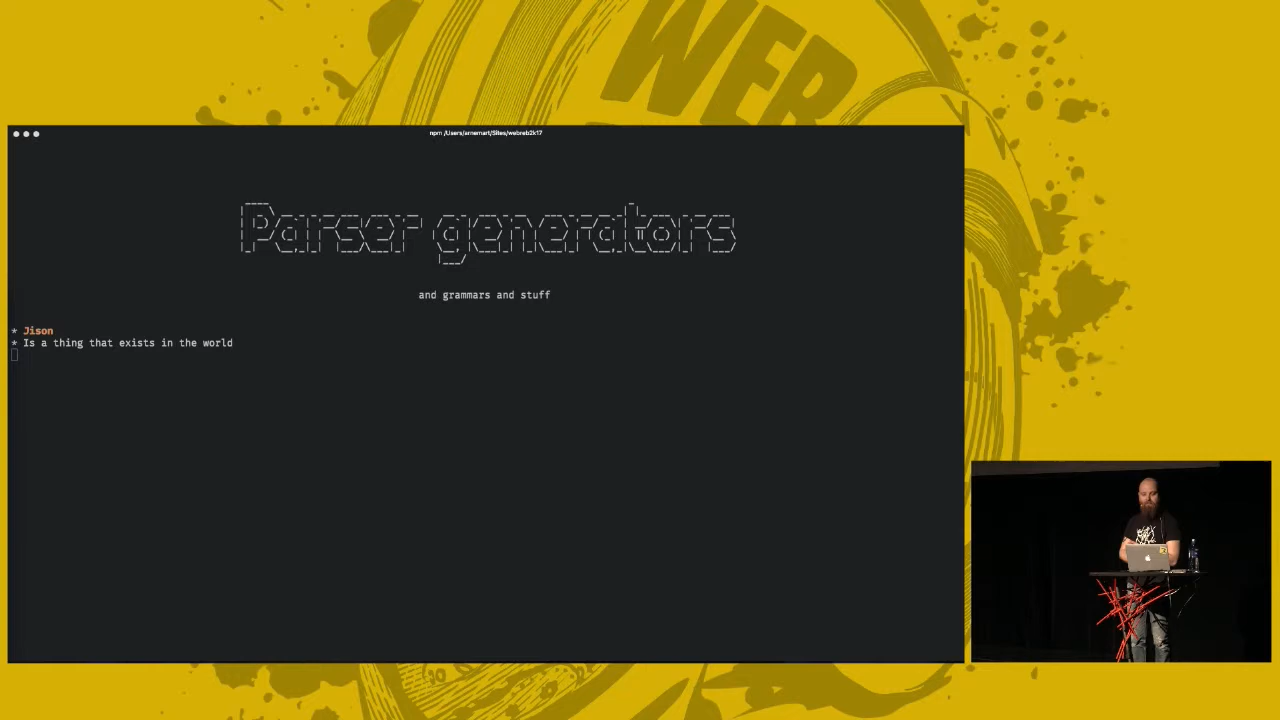 WEB
npm /Users/arnemart/Sites/webreb2k17
Parser generators
and grammars and stuff
* Jison
* Is a thing that exists in the world